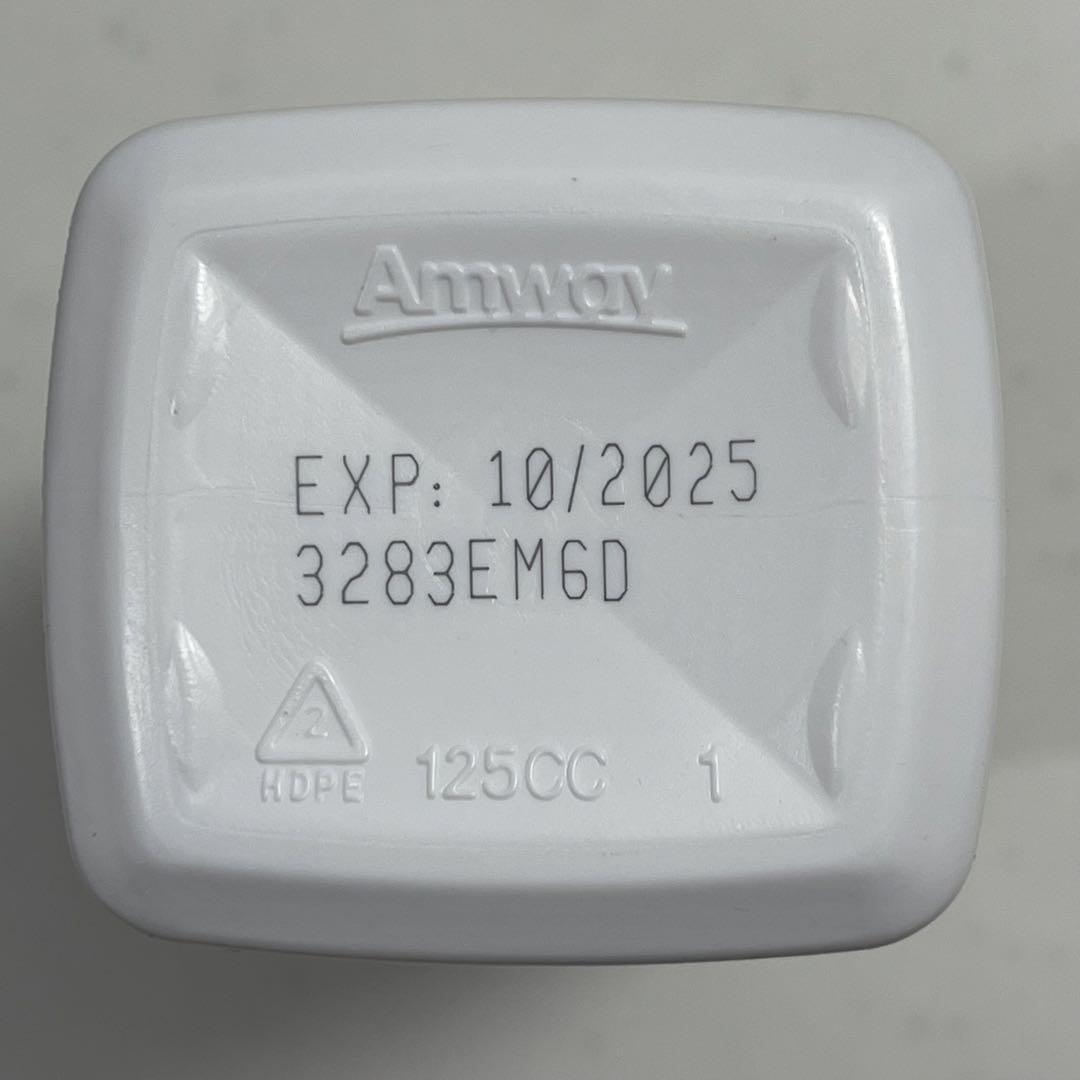 Amway
EXP: 10/2025
3283EM6D
2
HDPE 125CC 1